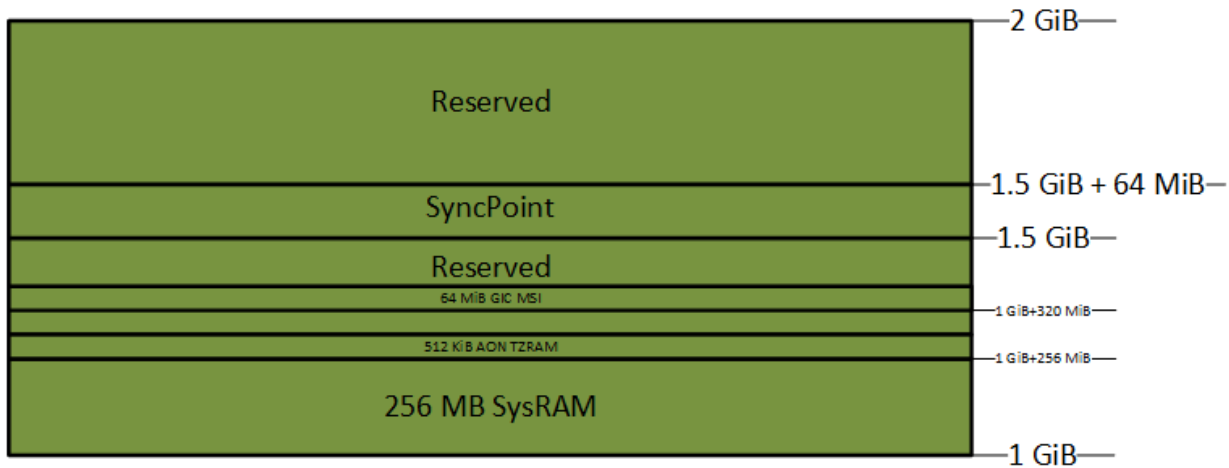 2 GiB
Reserved
1.5 GiB + 64 MiB
SyncPoint
1.5 GiB
Reserved
64 MiB GIC MSI
1 GiB+320 MiB
512 KiB AON TZRAM
1 GiB+256 MiB
256 MB SysRAM
1 GiB